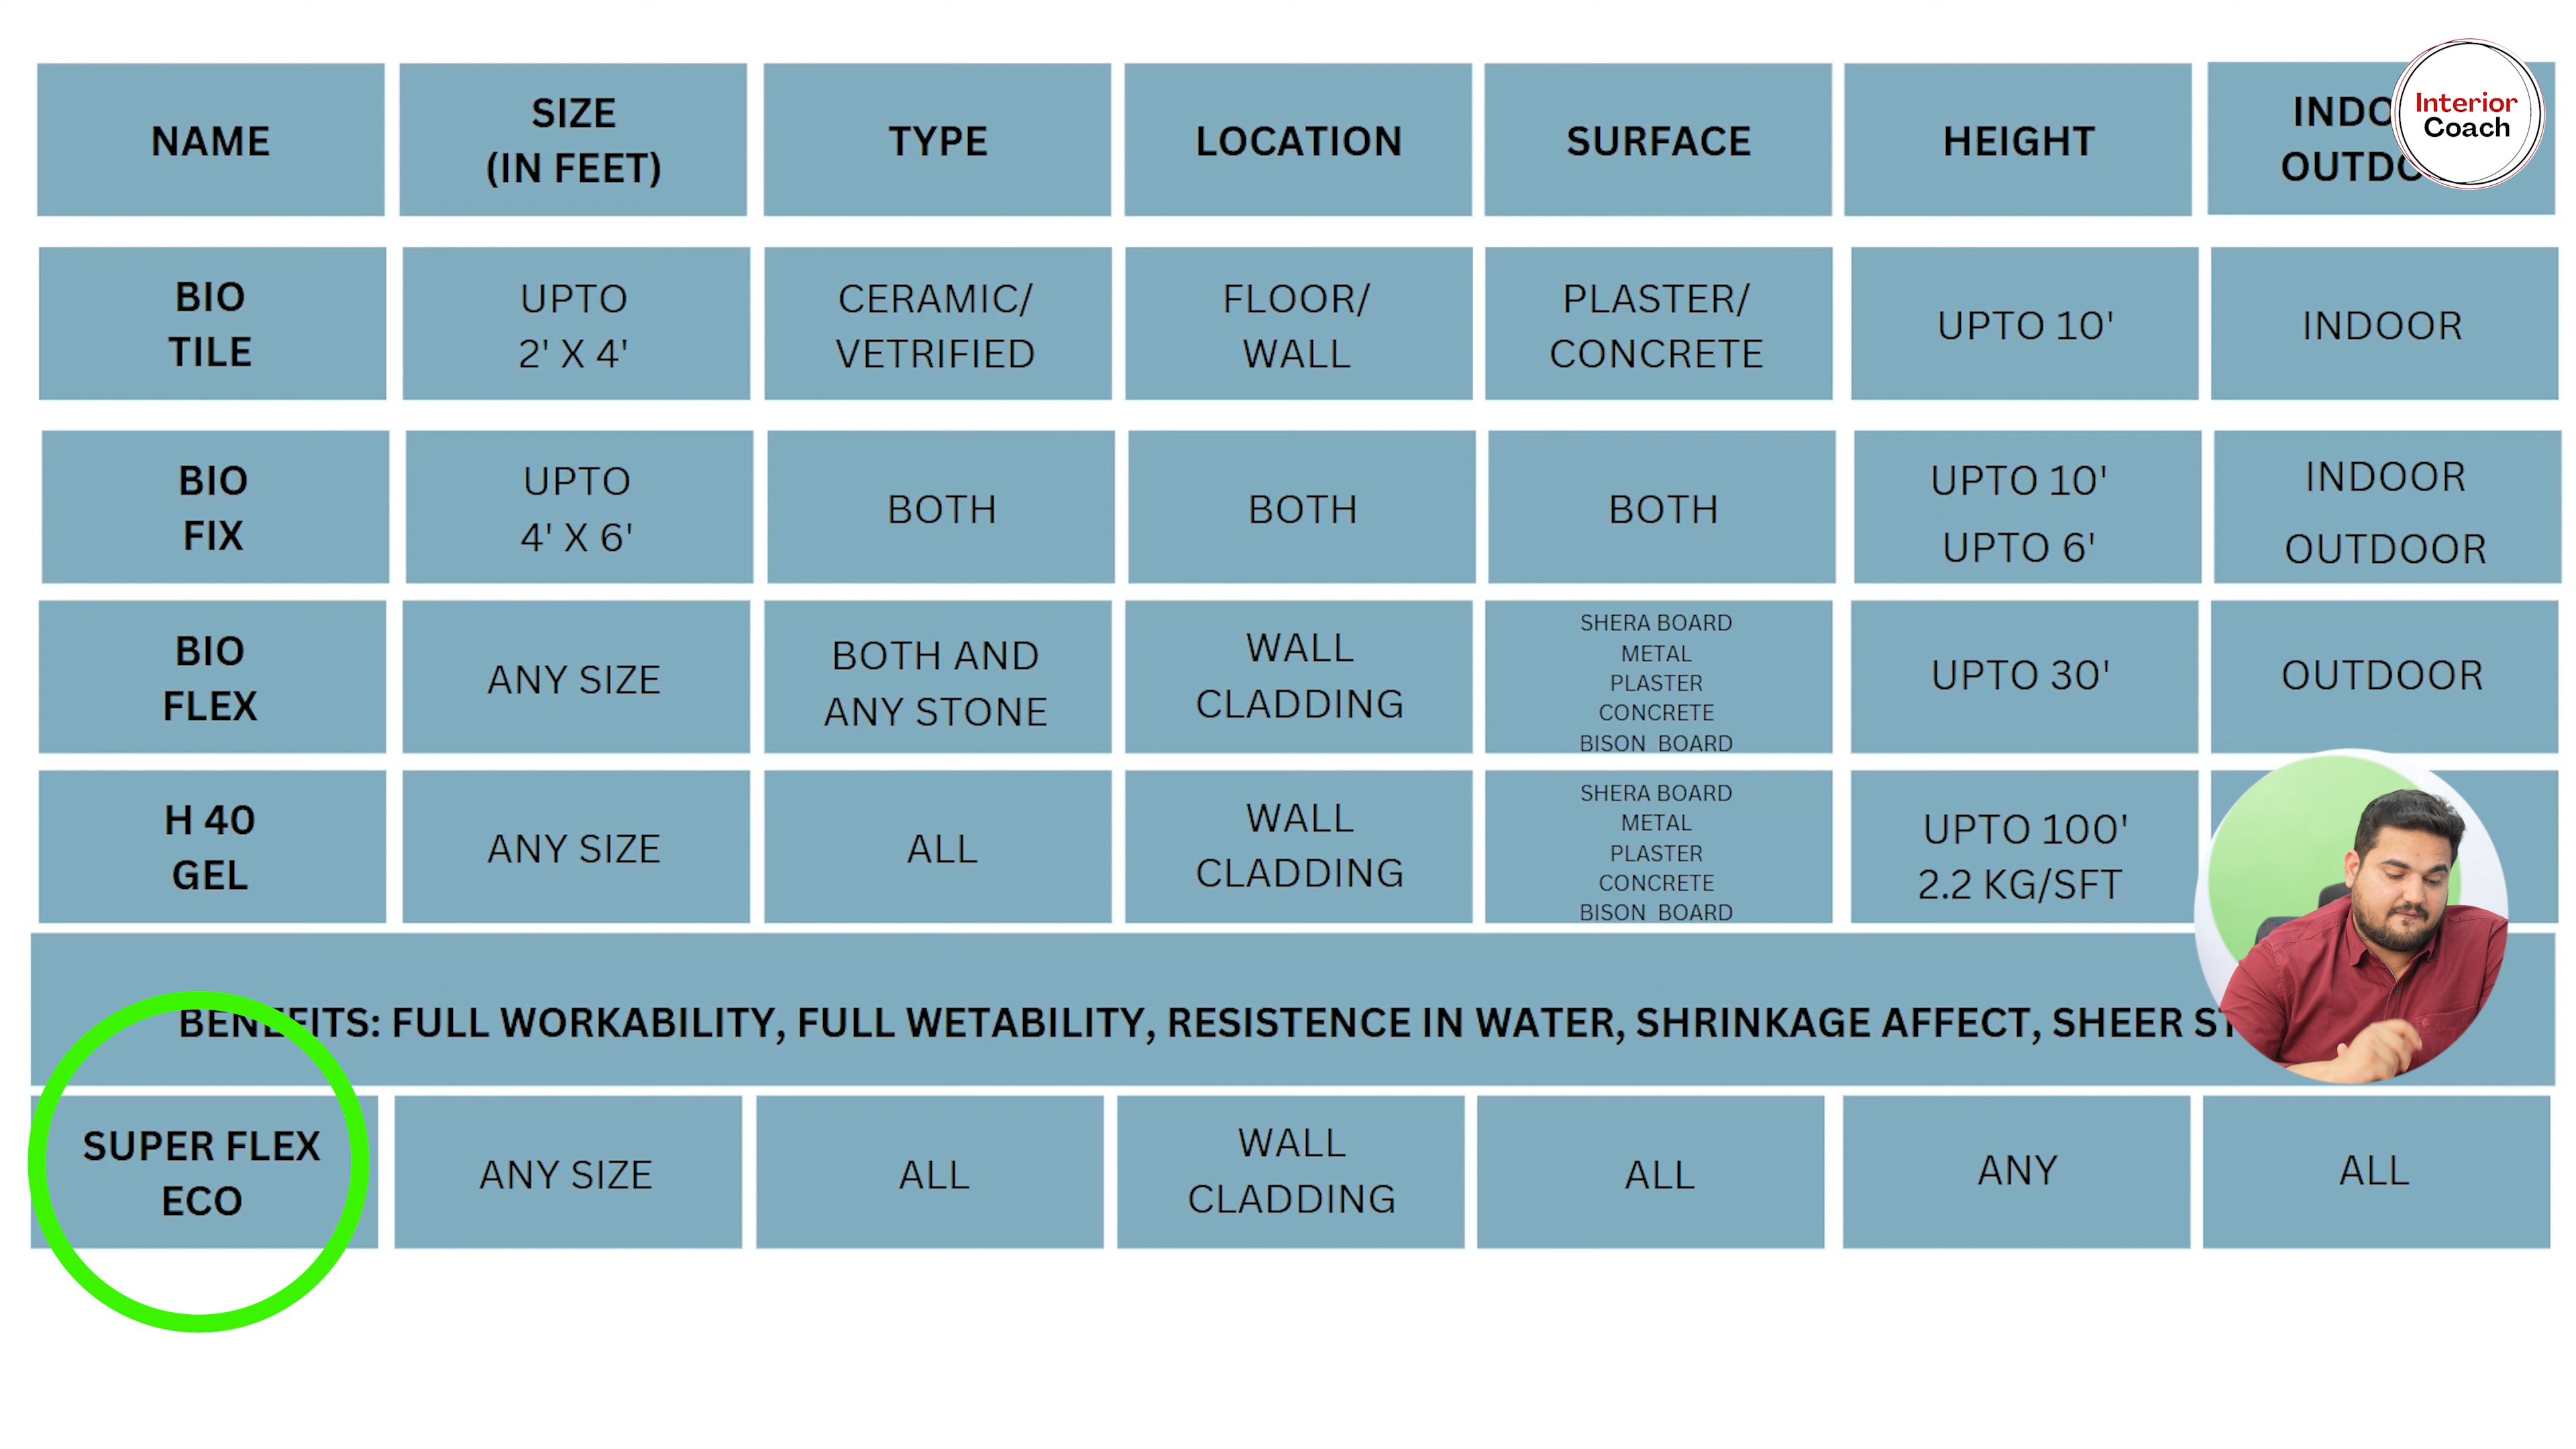 NAME
SIZE
(IN FEET)
TYPE
LOCATION
SURFACE
HEIGHT
Interior
Coach
BIO
TILE
UPTO
2' X 4'
CERAMIC/
VETRIFIED
FLOOR/
WALL
PLASTER/
CONCRETE
UPTO 10'
INDOOR
BIO
FIX
UPTO
4' X 6'
BOTH
BOTH
BOTH
UPTO 10'
UPTO 6'
INDOOR
OUTDOOR
BIO
FLEX
ANY SIZE
BOTH AND
ANY STONE
WALL
CLADDING
SHERA BOARD
METAL
PLASTER
CONCRETE
BISON BOARD
UPTO 30'
OUTDOOR
H 40
GEL
ANY SIZE
ALL
WALL
CLADDING
SHERA BOARD
METAL
PLASTER
CONCRETE
BISON BOARD
UPTO 100'
2.2 KG/SFT
BENEFITS: FULL WORKABILITY, FULL WETABILITY, RESISTENCE IN WATER, SHRINKAGE AFFECT, SHEER
SUPER FLEX
ECO
ANY SIZE
ALL
WALL
CLADDING
ALL
ANY
ALL